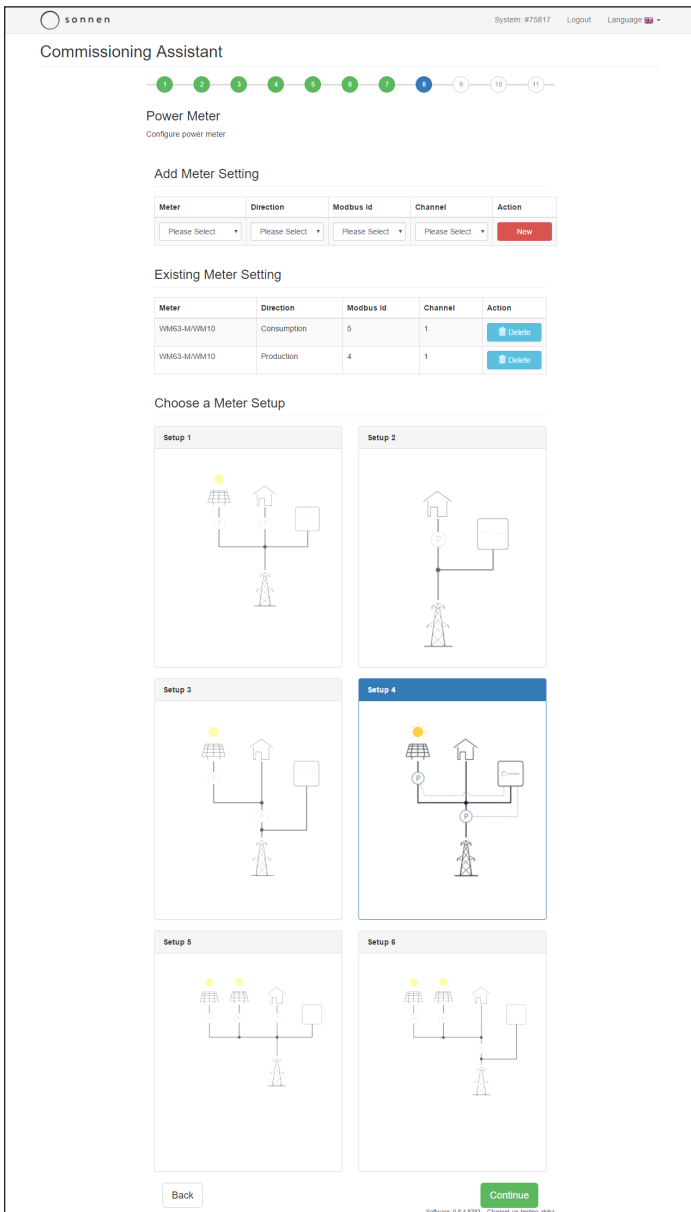 sonnen
System: #75817 Logout Language
Commissioning Assistant
1 2 3 4 5 6 7 8 9 10 11
Power Meter
Configure power meter
Add Meter Setting
Meter Direction Modbus Id Channel Action
Please Select Please Select Please Select Please Select New
Existing Meter Setting
Meter Direction Modbus Id Channel Action
WM63-M/WM10 Consumption 5 1 Delete
WM63-M/WM10 Production 4 1 Delete
Choose a Meter Setup
Setup 1 Setup 2
P P P
Setup 3 Setup 4
P P P
sonnen
P
Setup 5 Setup 6
Back Continue